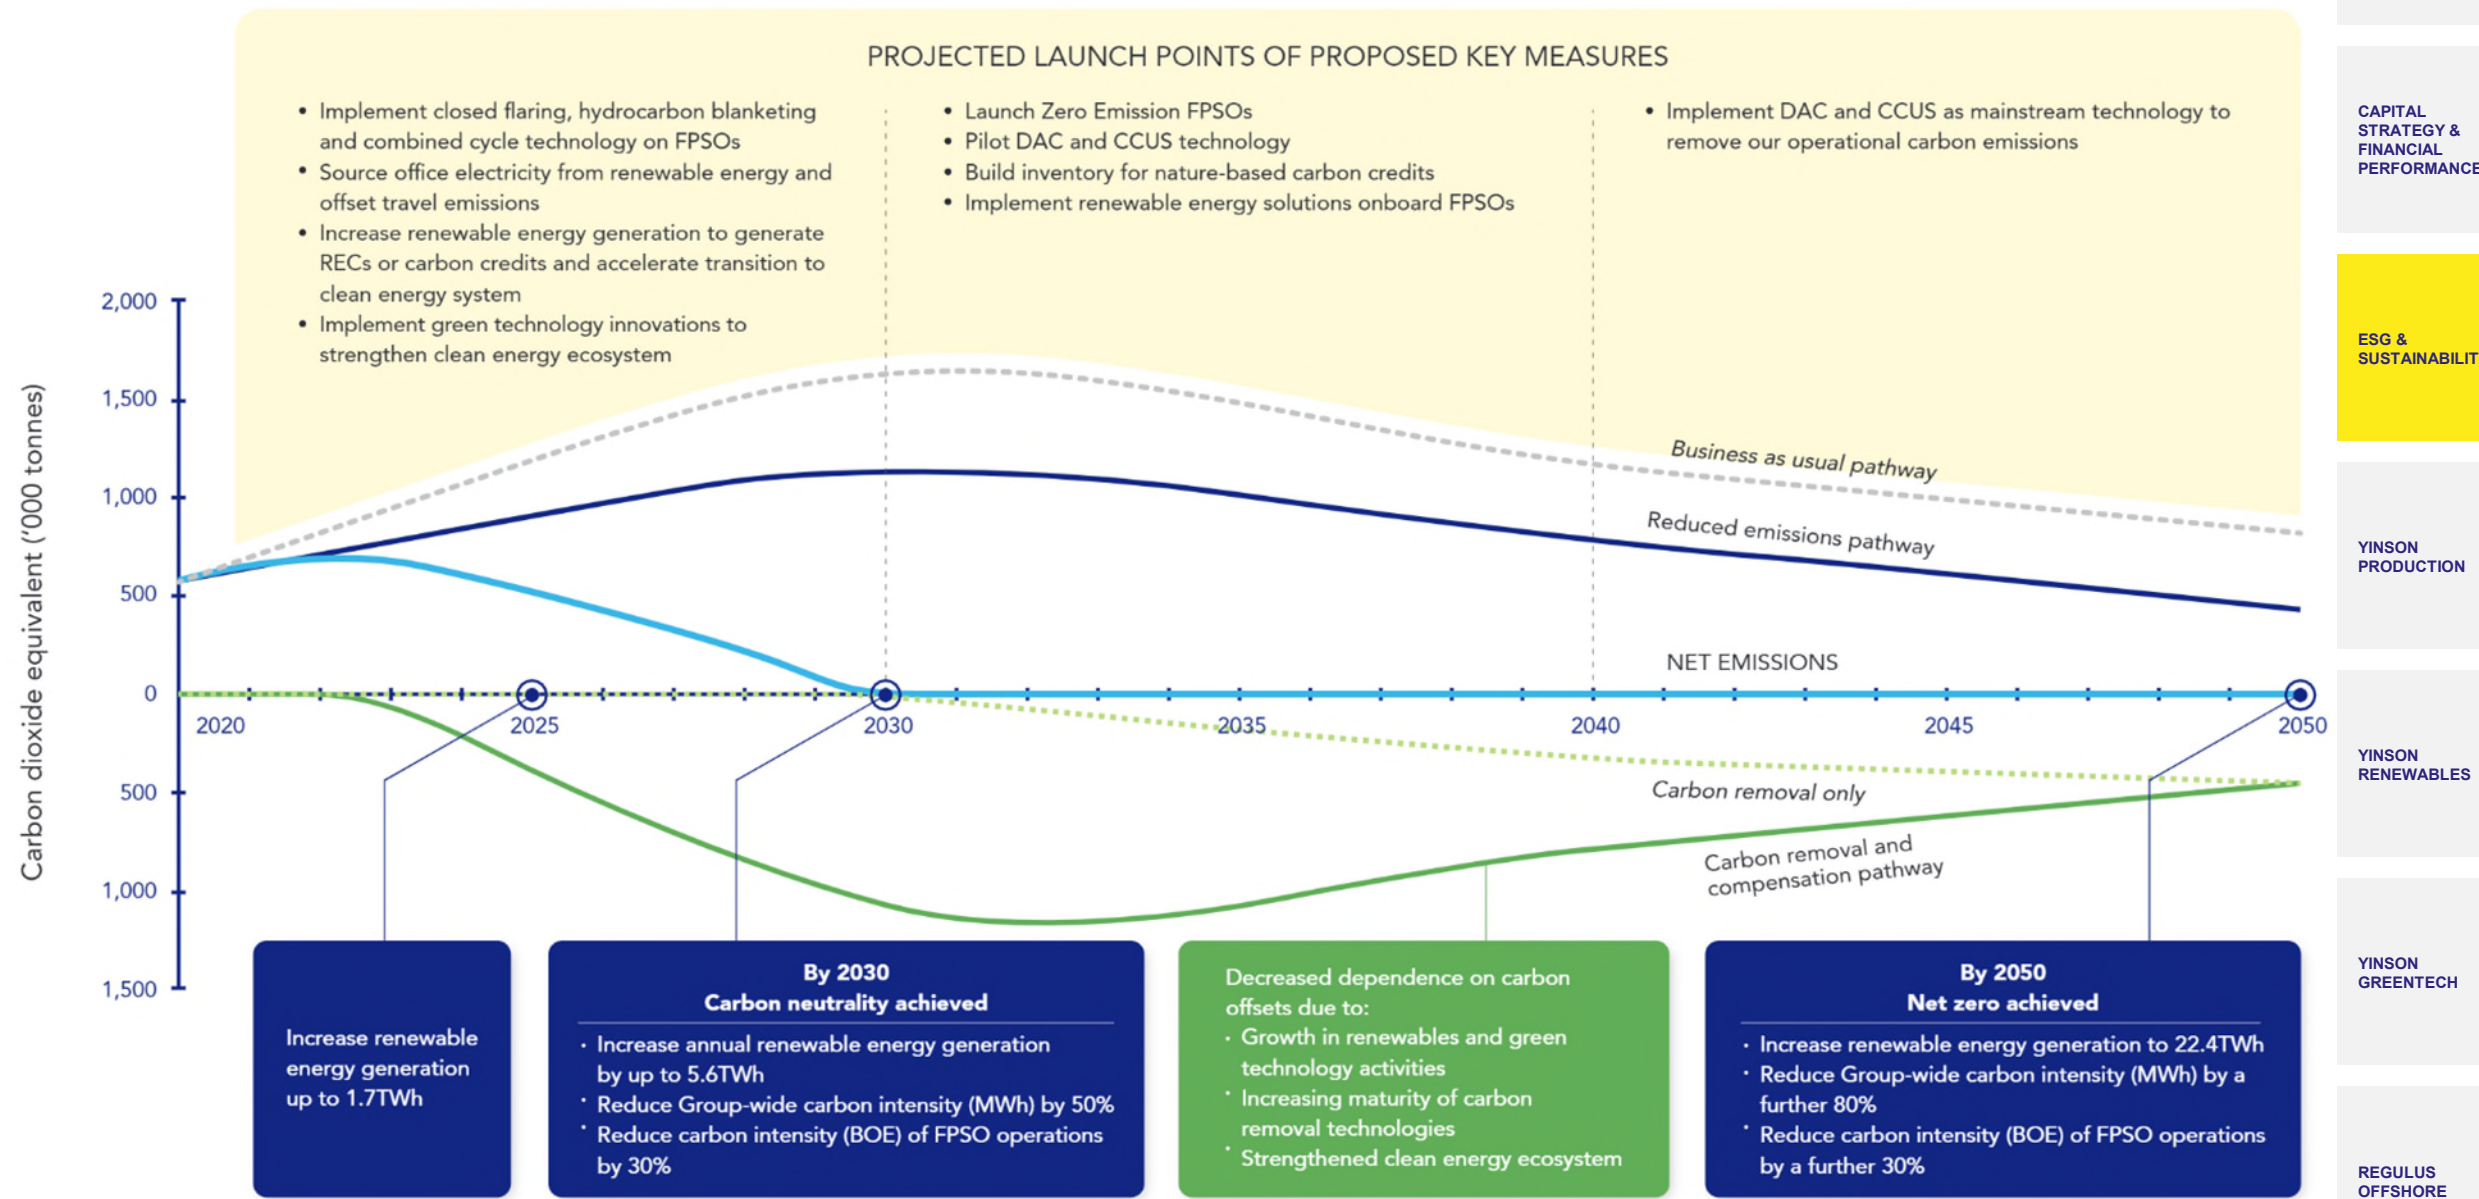 PROJECTED LAUNCH POINTS OF PROPOSED KEY MEASURES
• Implement closed flaring, hydrocarbon blanketing
and combined cycle technology on FPSOs
• Source office electricity from renewable energy and
offset travel emissions
• Increase renewable energy generation to generate
RECs or carbon credits and accelerate transition to
clean energy system
• Implement green technology innovations to
strengthen clean energy ecosystem
• Launch Zero Emission FPSOs
• Pilot DAC and CCUS technology
• Build inventory for nature-based carbon credits
• Implement renewable energy solutions onboard FPSOs
• Implement DAC and CCUS as mainstream technology to
remove our operational carbon emissions
Carbon dioxide equivalent ('000 tonnes)
2,000
1,500
1,000
500
0
500
1,000
1,500
Business as usual pathway
Reduced emissions pathway
NET EMISSIONS
2020
2025
2030
2035
2040
2045
2050
Carbon removal only
Carbon removal and
compensation pathway
Increase renewable
energy generation
up to 1.7TWh
By 2030
Carbon neutrality achieved
· Increase annual renewable energy generation
by up to 5.6TWh
· Reduce Group-wide carbon intensity (MWh) by 50%
· Reduce carbon intensity (BOE) of FPSO operations
by 30%
Decreased dependence on carbon
offsets due to:
· Growth in renewables and green
technology activities
· Increasing maturity of carbon
removal technologies
· Strengthened clean energy ecosystem
By 2050
Net zero achieved
· Increase renewable energy generation to 22.4TWh
· Reduce Group-wide carbon intensity (MWh) by a
further 80%
· Reduce carbon intensity (BOE) of FPSO operations
by a further 30%
CAPITAL
STRATEGY &
FINANCIAL
PERFORMANCE
ESG &
SUSTAINABILIT
YINSON
PRODUCTION
YINSON
RENEWABLES
YINSON
GREENTECH
REGULUS
OFFSHORE